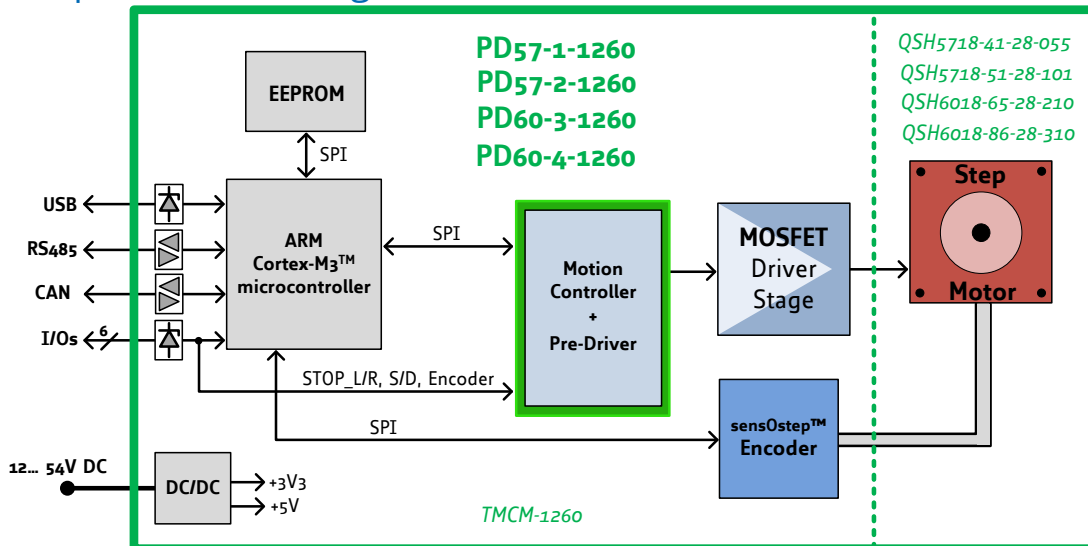 PD57-1-1260
PD57-2-1260
PD60-3-1260
PD60-4-1260
QSH5718-41-28-055
QSH5718-51-28-101
QSH6018-65-28-210
QSH6018-86-28-310
EEPROM
SPI
USB
RS485
CAN
I/Os
6
ARM
Cortex-M3™
microcontroller
SPI
Motion
Controller
+
Pre-Driver
MOSFET
Driver
Stage
Step
Motor
STOP_L/R, S/D, Encoder
SPI
sensOstep™
Encoder
12... 54V DC
DC/DC
+3V3
+5V
TMCM-1260